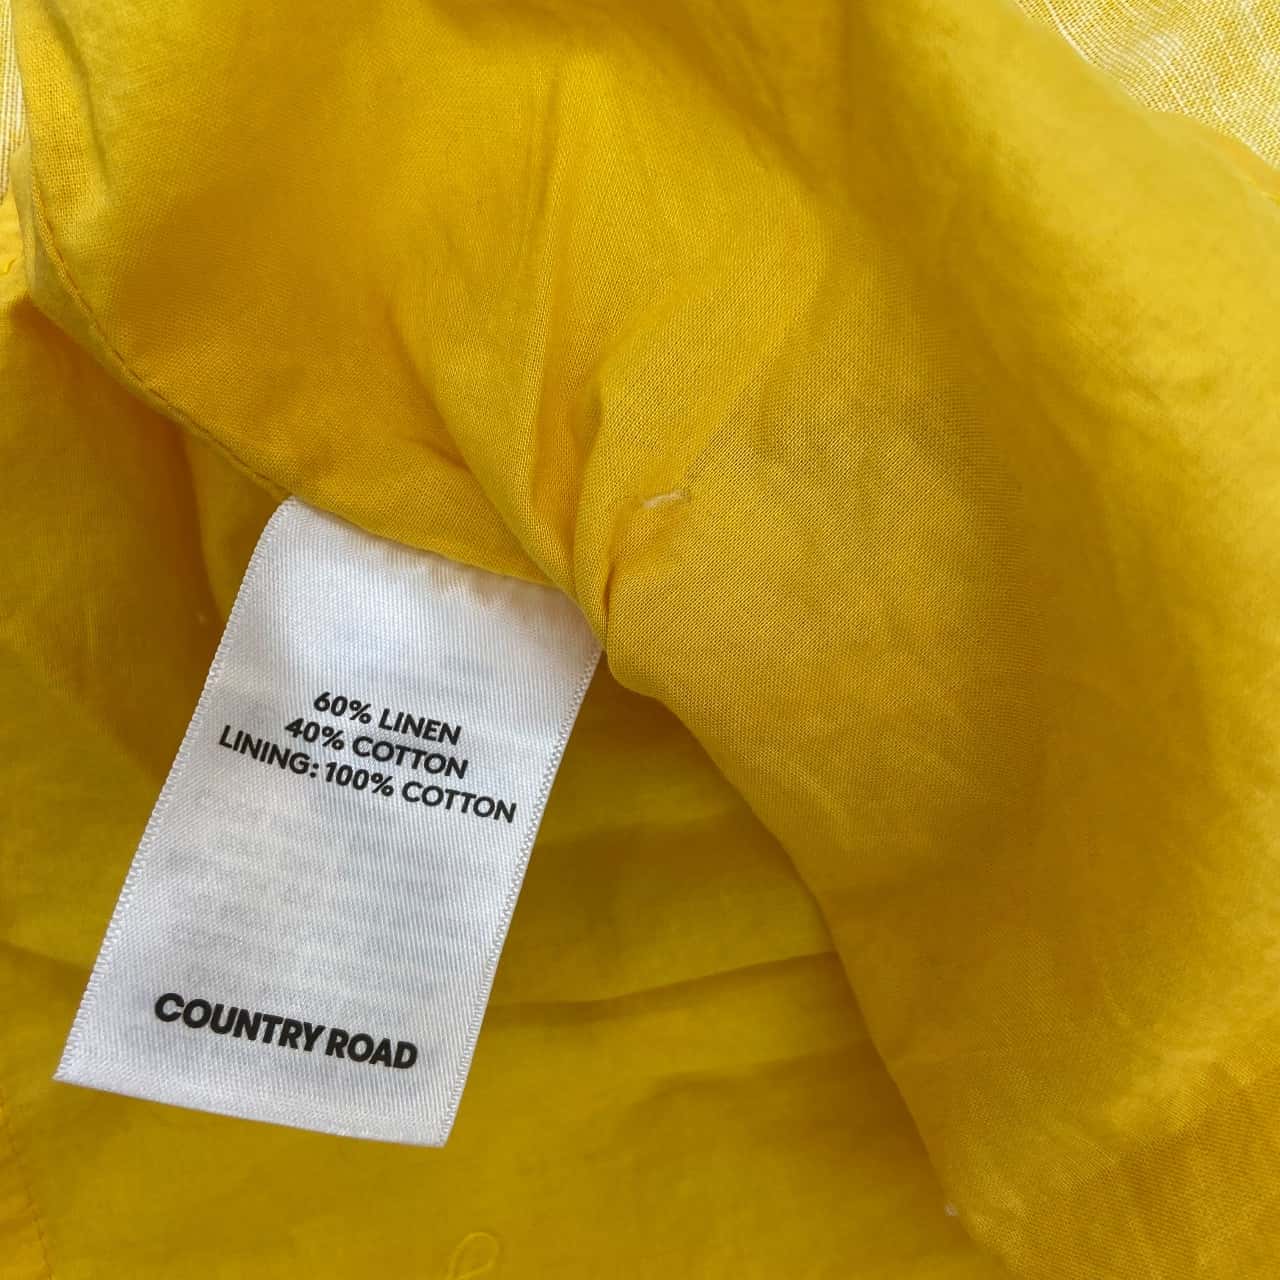 60% LINEN
40% COTTON
LINING: 100% COTTON
COUNTRY ROAD